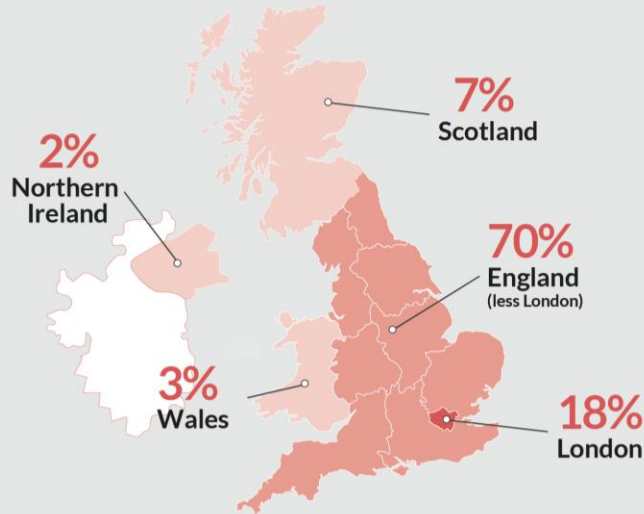 7%
Scotland
2%
Northern
Ireland
70%
England
(less London)
3%
Wales
18%
London